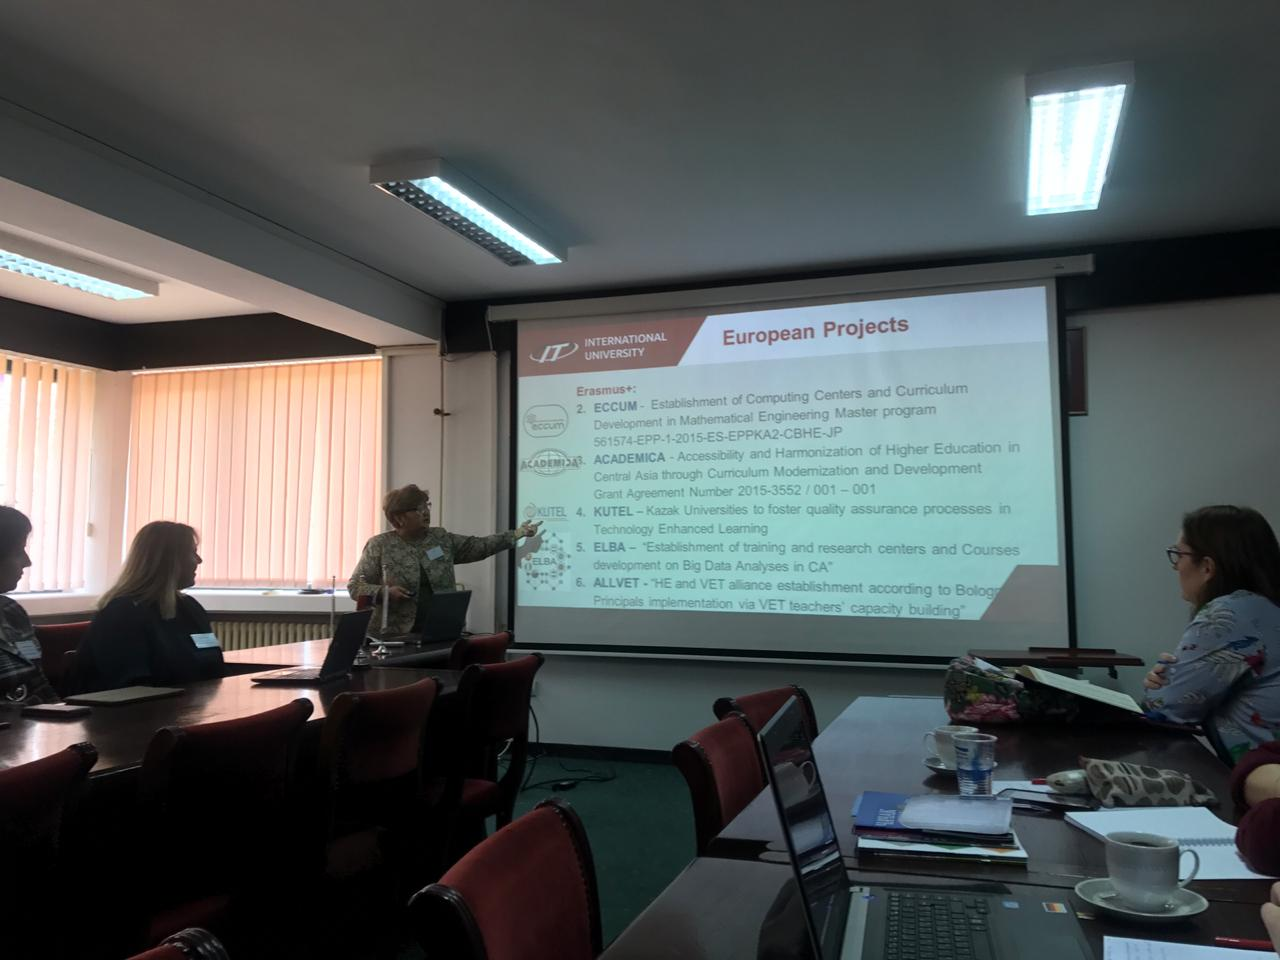 IT INTERNATIONAL
UNIVERSITY
European Projects
Erasmus+:
2. ECCUM - Establishment of Computing Centers and Curriculum
Development in Mathematical Engineering Master program
561574-EPP-1-2015-ES-EPPKA2-CBHE-JP
3. ACADEMICA - Accessibility and Harmonization of Higher Education in
Central Asia through Curriculum Modernization and Development
Grant Agreement Number 2015-3552 / 001 – 001
4. KUTEL – Kazak Universities to foster quality assurance processes in
Technology Enhanced Learning
5. ELBA – “Establishment of training and research centers and Courses
development on Big Data Analyses in CA”
6. ALLVET - “HE and VET alliance establishment according to Bologna
Principals implementation via VET teachers’ capacity building”
eccum
ACADEMICA
KUTEL
ELBA